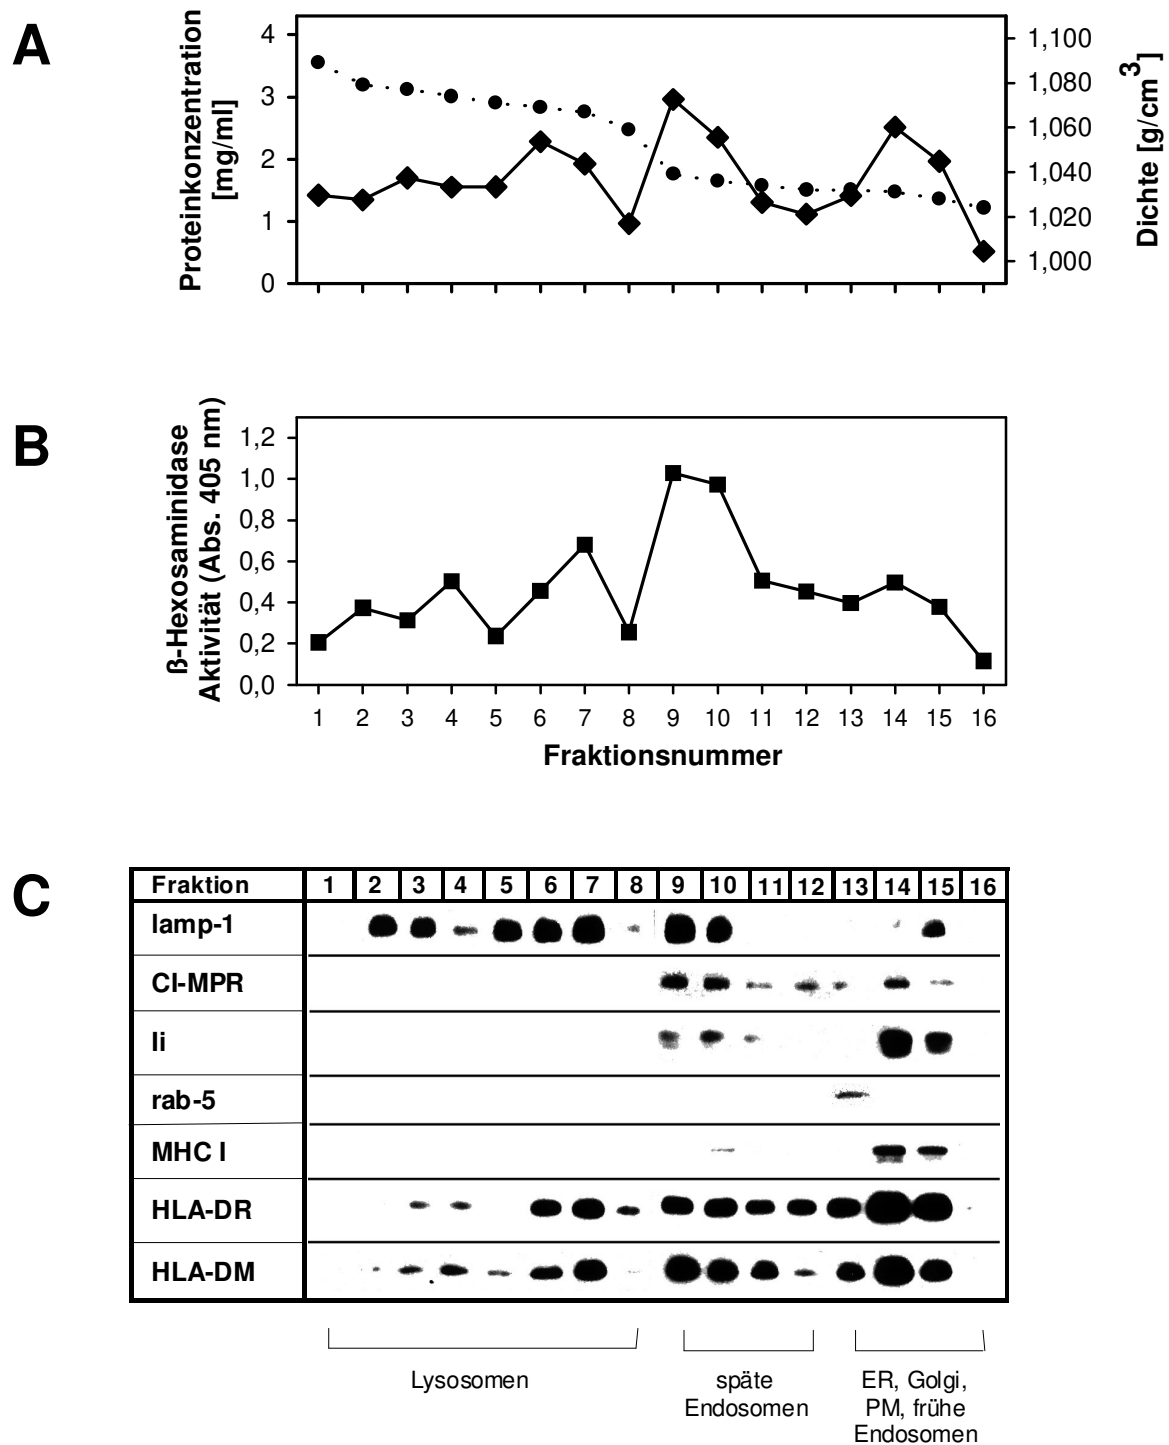 A
Proteinkonzentration
[mg/ml]
4
3
2
1
0
1,100
1,080
1,060
1,040
1,020
1,000
Dichte [g/cm³]
B
ß-Hexosaminidase
Aktivität (Abs. 405 nm)
1,2
1,0
0,8
0,6
0,4
0,2
0,0
1 2 3 4 5 6 7 8 9 10 11 12 13 14 15 16
Fraktionsnummer
C
Fraktion 1 2 3 4 5 6 7 8 9 10 11 12 13 14 15 16
lamp-1
CI-MPR
Ii
rab-5
MHC I
HLA-DR
HLA-DM
Lysosomen
späte
Endosomen
ER, Golgi,
PM, frühe
Endosomen